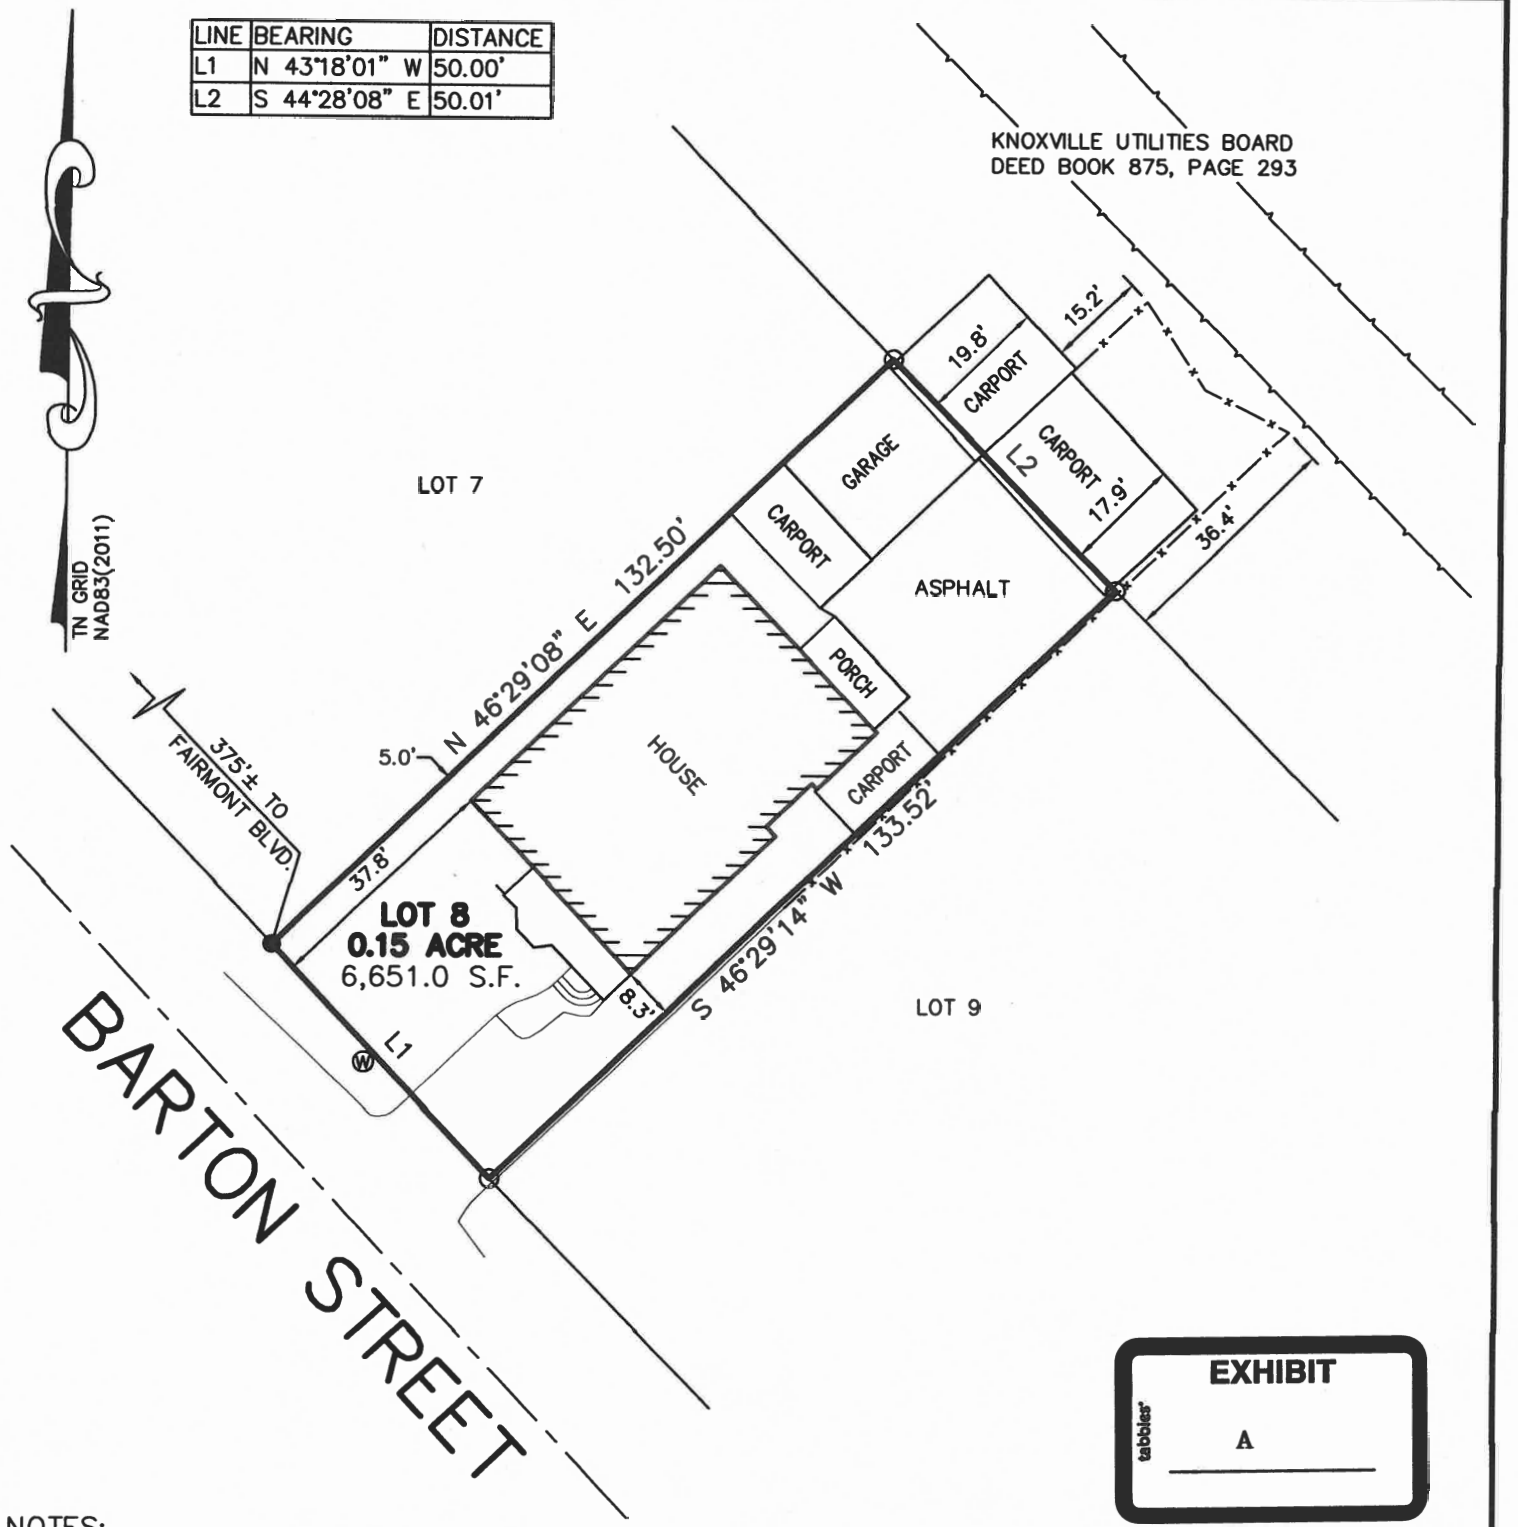 LINE BEARING DISTANCE
L1 N 43°18'01" W 50.00'
L2 S 44°28'08" E 50.01'
KNOXVILLE UTILITIES BOARD
DEED BOOK 875, PAGE 293
TN GRID
NAD83(2011)
15.2'
19.8'
CARPORT
L2
CARPORT
17.9'
36.4'
GARAGE
CARPORT
ASPHALT
LOT 7
N 46°29'08" E 132.50'
PORCH
HOUSE
CARPORT
5.0'
375'± TO
FAIRMONT BLVD.
37.8'
LOT 8
0.15 ACRE
6,651.0 S.F.
8.3'
S 46°29'14" W 133.52'
LOT 9
L1
W
BARTON STREET
EXHIBIT
tabbies®
A
NOTES: